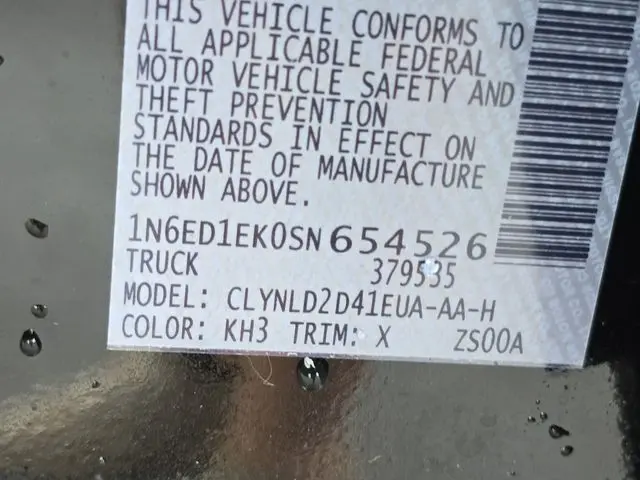 THIS VEHICLE CONFORMS TO
ALL APPLICABLE FEDERAL
MOTOR VEHICLE SAFETY AND
THEFT PREVENTION
STANDARDS IN EFFECT ON
THE DATE OF MANUFACTURE
SHOWN ABOVE.
1N6ED1EK0SN654526
TRUCK 379535
MODEL: CLYNLD2D41EUA-AA-H
COLOR: KH3 TRIM: X ZS00A